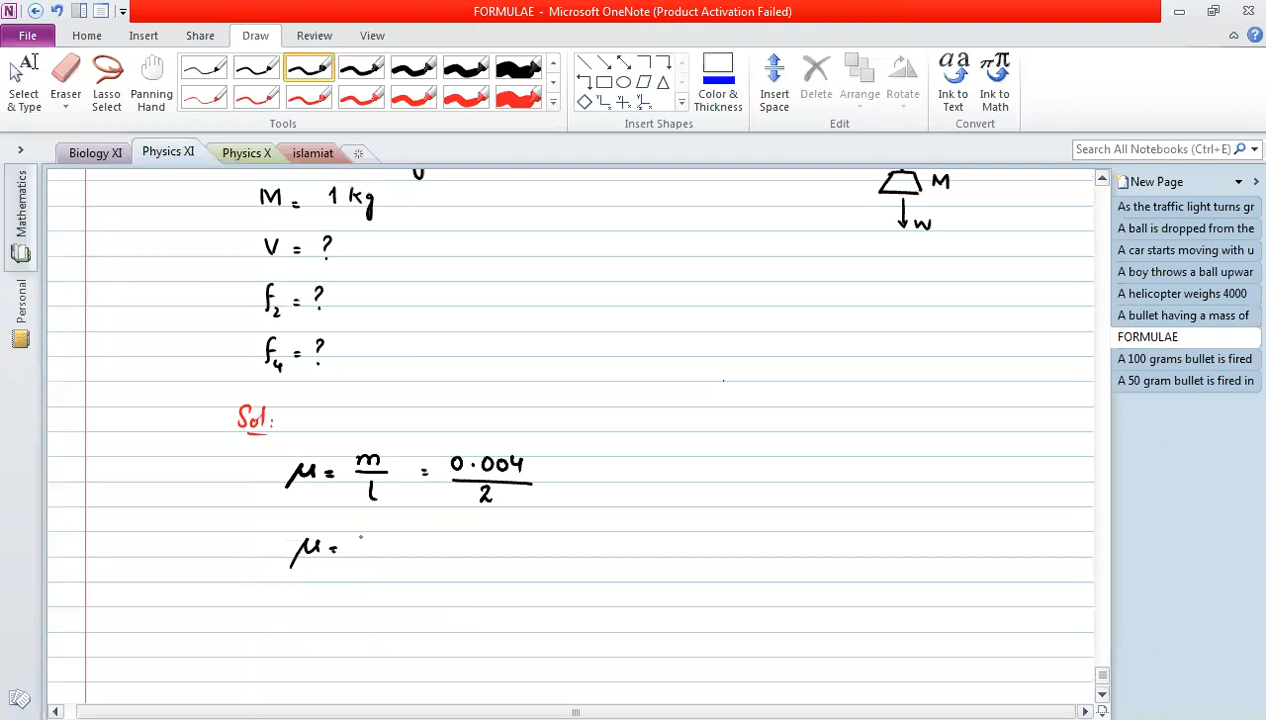 FORMULAE - Microsoft OneNote (Product Activation Failed)
File Home Insert Share Draw Review View
Select & Type
Eraser
Lasso Select
Panning Hand
Color & Thickness
Insert Space
Delete
Arrange
Rotate
Ink to Text
Ink to Math
Tools
Insert Shapes
Edit
Convert
Biology XI
Physics XI
Physics X
islamiat
Search All Notebooks (Ctrl+E)
Mathematics
Personal
New Page
As the traffic light turns gr
A ball is dropped from the
A car starts moving with u
A boy throws a ball upwar
A helicopter weighs 4000
A bullet having a mass of
FORMULAE
A 100 grams bullet is fired
A 50 gram bullet is fired in
M = 1 kg
V = ?
f₂ = ?
f₄ = ?
M
W
Sol:
μ = m/l = 0.004/2
μ =